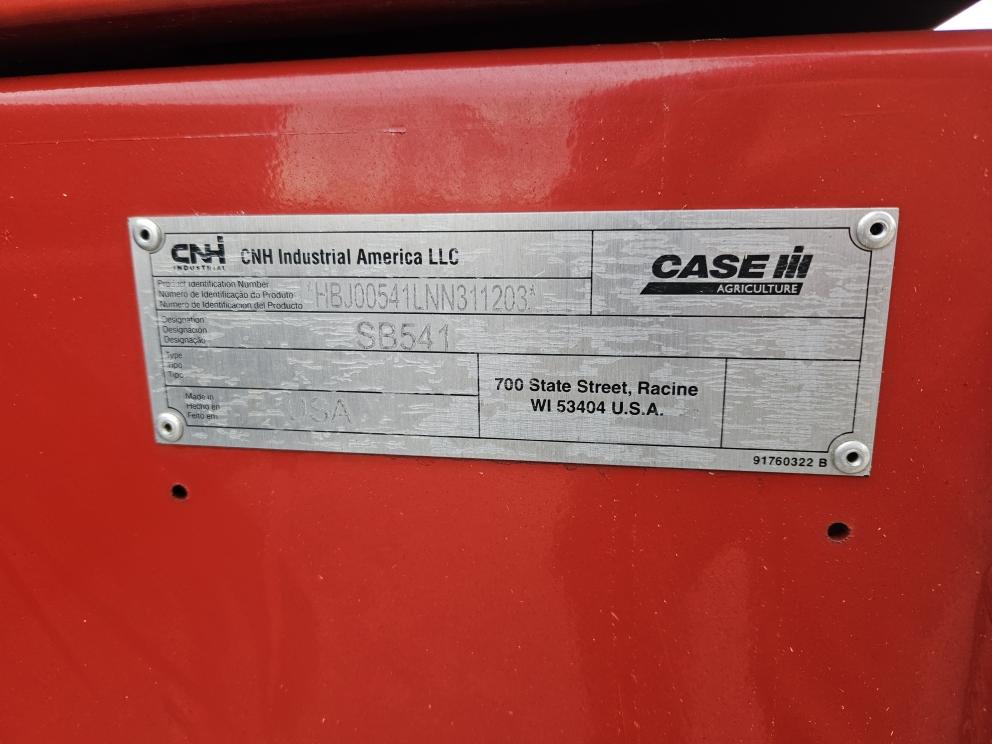 CNH
INDUSTRIAL
CNH Industrial America LLC
CASE IH
AGRICULTURE
Product Identification Number
Número de Identificação do Produto
Numero de Identificacion del Producto
*HBJ00541LNN311203*
Designation
Designación
Designação
SB541
Type
Tipo
Tipo
Made in
Hecho en
Feito em
USA
700 State Street, Racine
WI 53404 U.S.A.
91760322 B